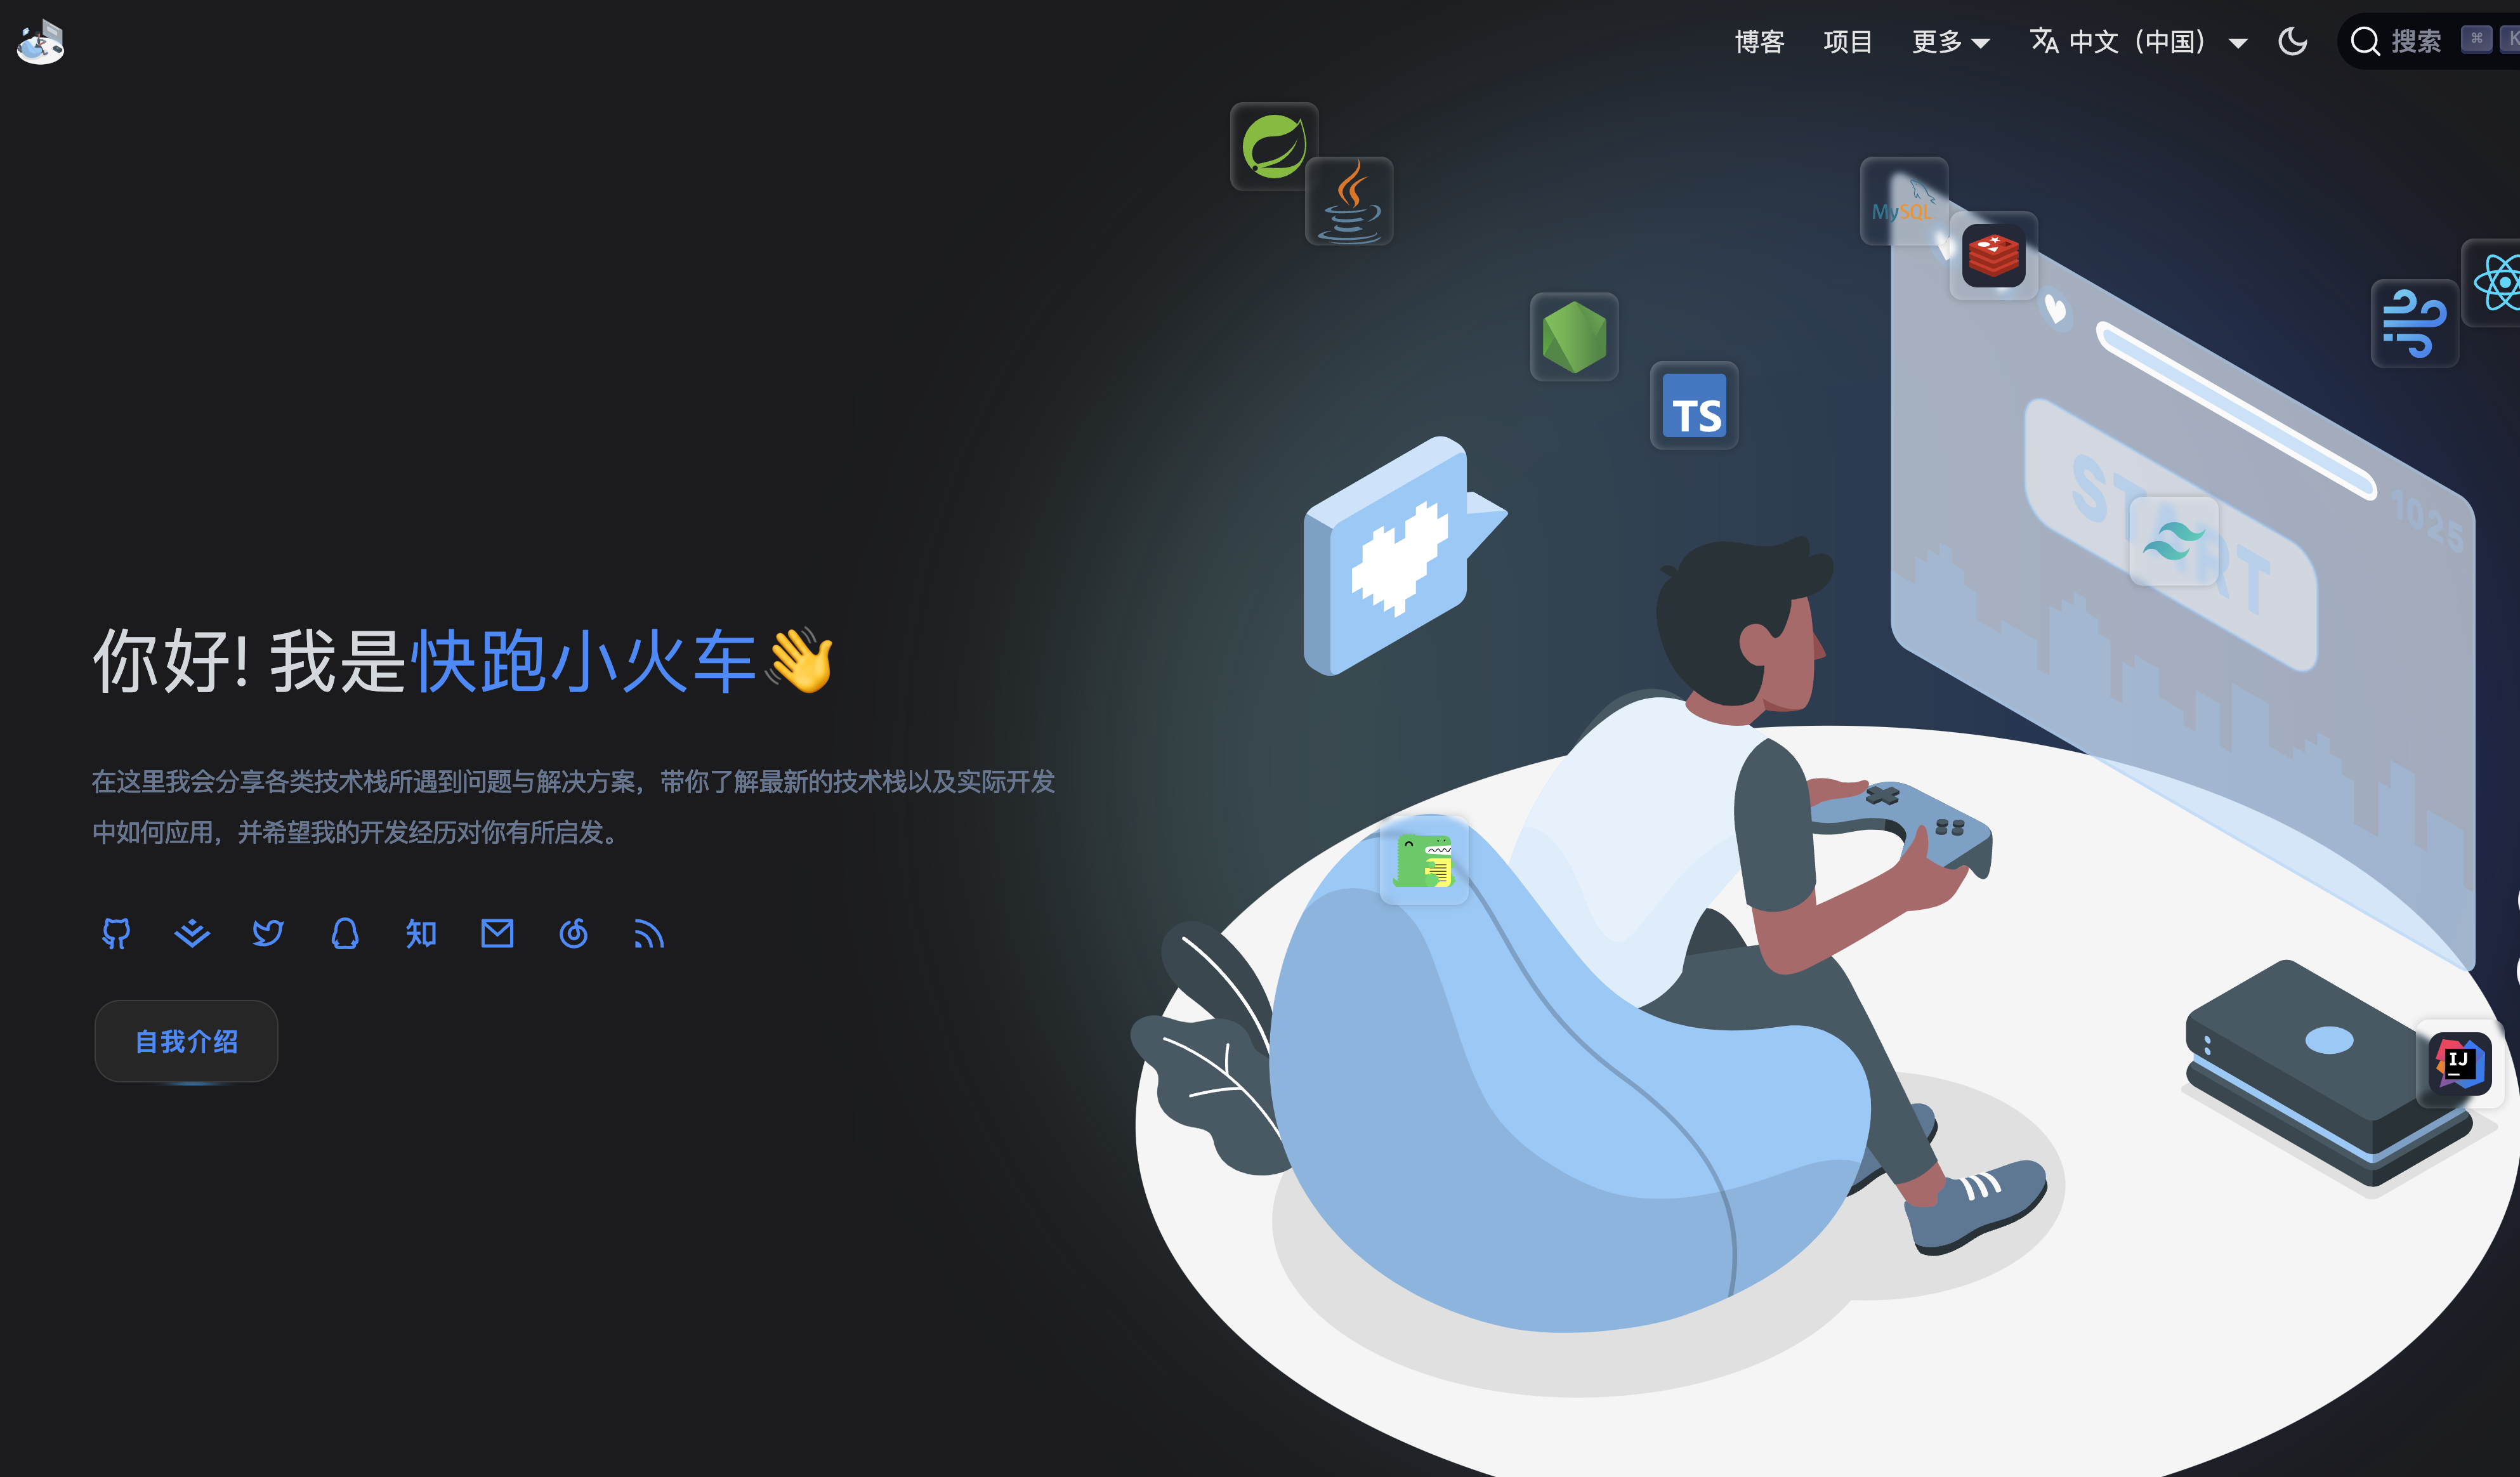 博客 项目 更多 中文（中国） 搜索 ⌘ K
MySQL
TS
START
1025
你好! 我是快跑小火车👋
在这里我会分享各类技术栈所遇到问题与解决方案，带你了解最新的技术栈以及实际开发
中如何应用，并希望我的开发经历对你有所启发。
知
自我介绍
IJ